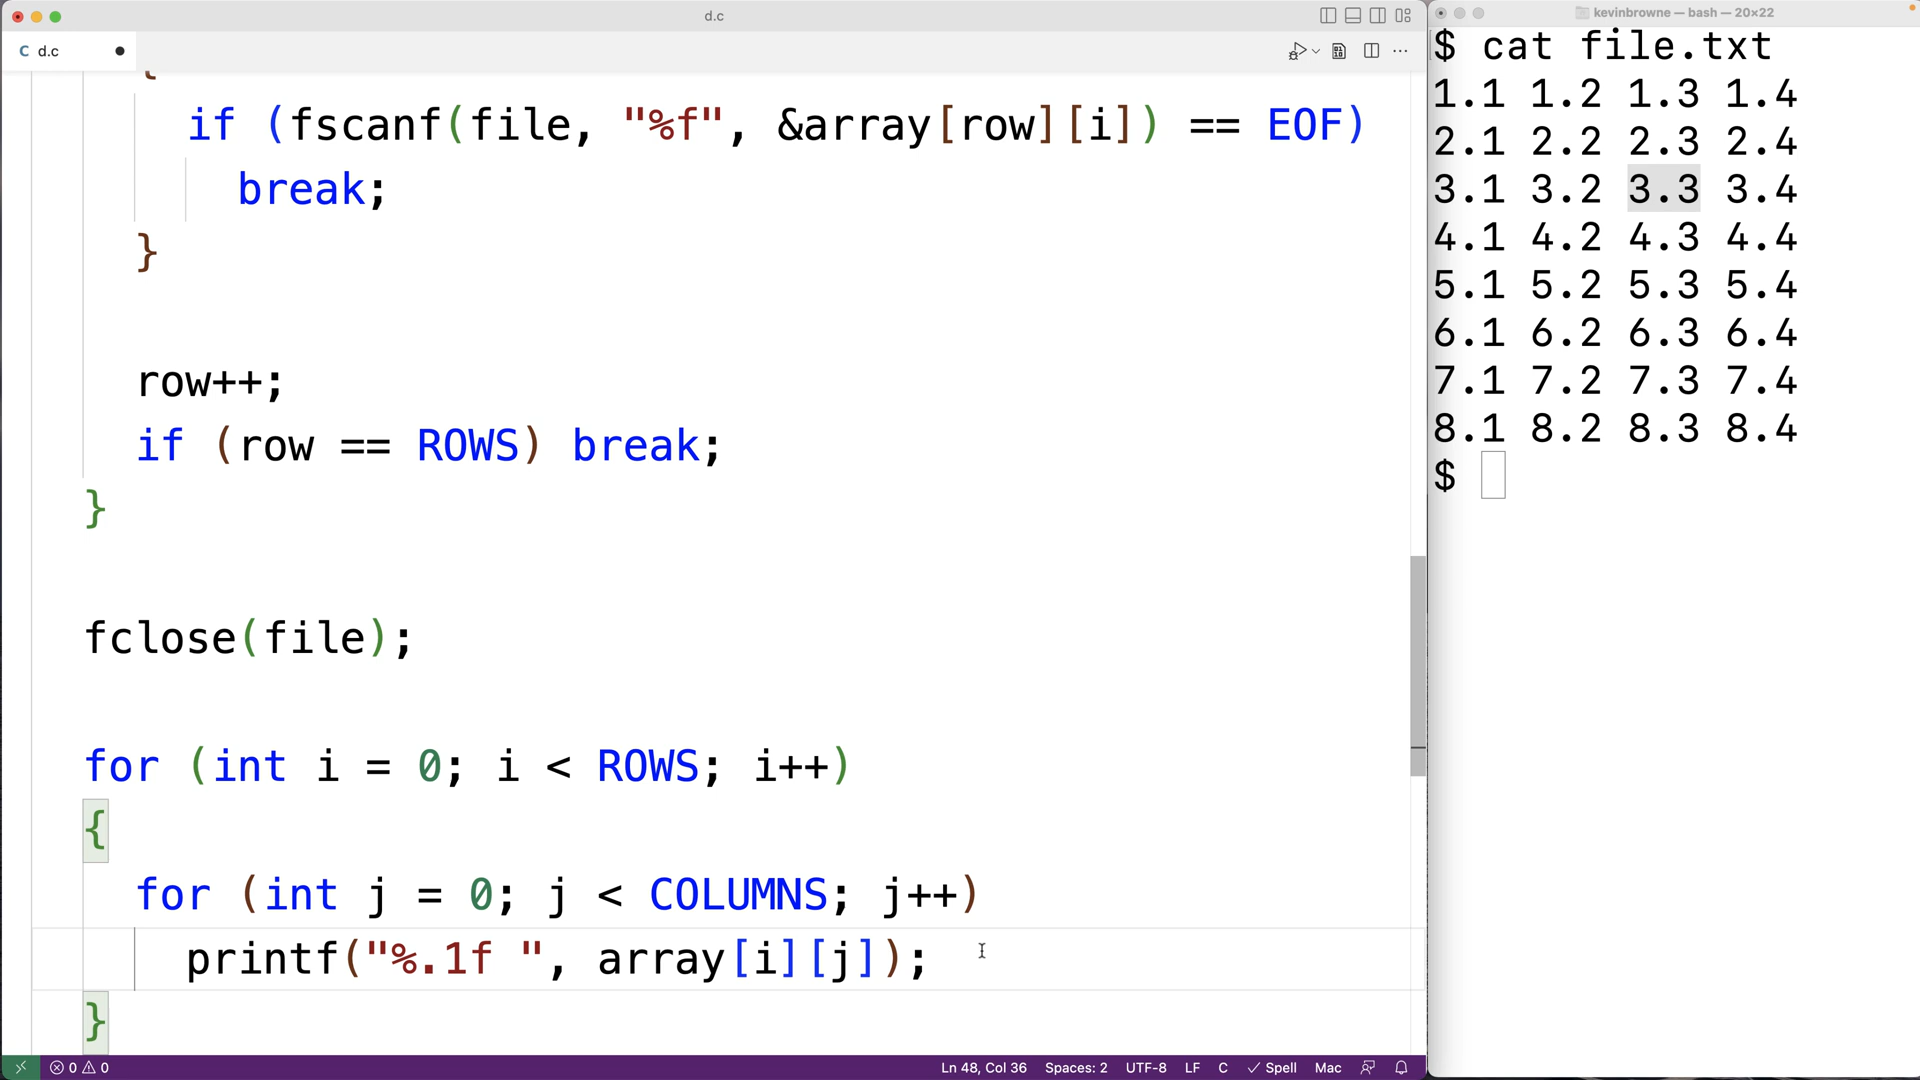 d.c
C d.c
{
if (fscanf(file, "%f", &array[row][i]) == EOF)
break;
}
row++;
if (row == ROWS) break;
}
fclose(file);
for (int i = 0; i < ROWS; i++)
{
for (int j = 0; j < COLUMNS; j++)
printf("%.1f ", array[i][j]);
}
0 0
Ln 48, Col 36 Spaces: 2 UTF-8 LF C Spell Mac
kevinbrowne — bash — 20×22
$ cat file.txt
1.1 1.2 1.3 1.4
2.1 2.2 2.3 2.4
3.1 3.2 3.3 3.4
4.1 4.2 4.3 4.4
5.1 5.2 5.3 5.4
6.1 6.2 6.3 6.4
7.1 7.2 7.3 7.4
8.1 8.2 8.3 8.4
$